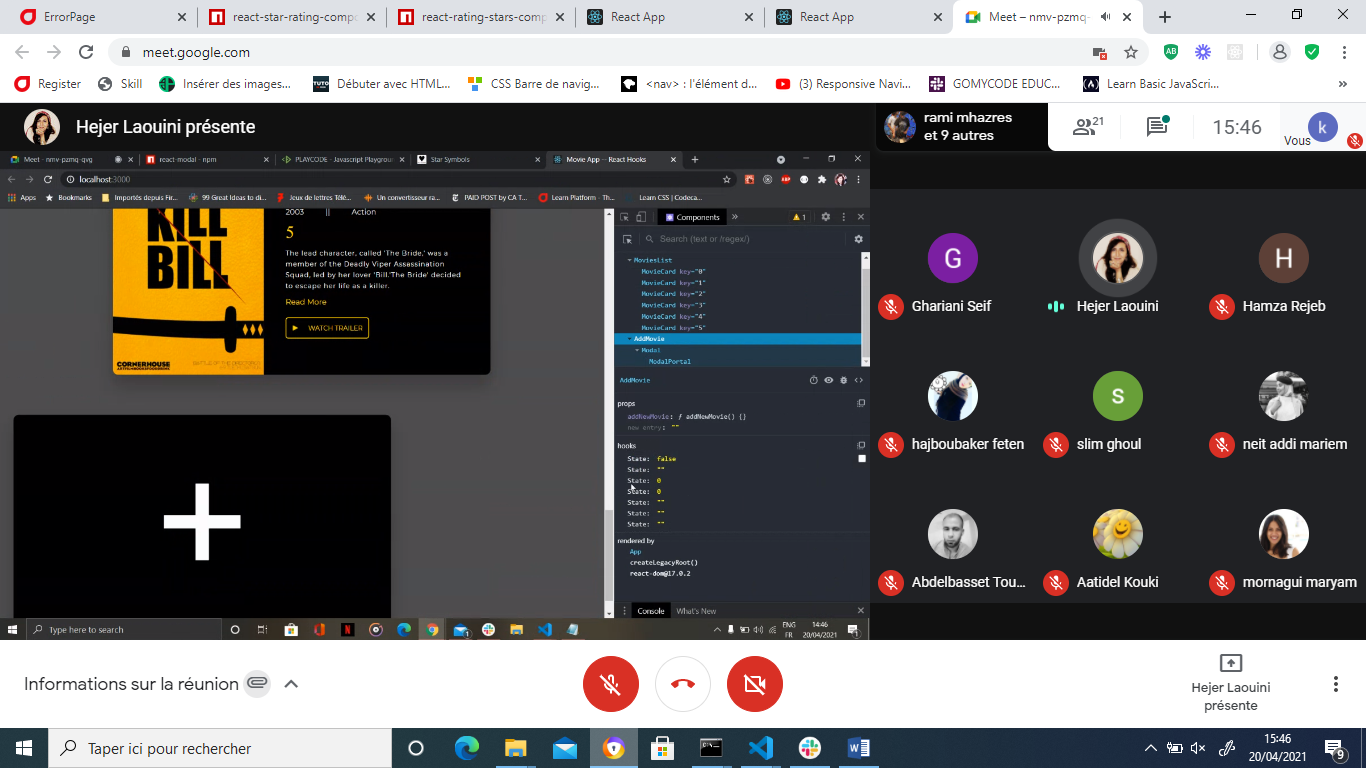 ErrorPage
react-star-rating-compo
react-rating-stars-comp
React App
React App
Meet – nmv-pzmq-
meet.google.com
Register
Skill
Insérer des images...
Débuter avec HTML...
CSS Barre de navig...
<nav> : l'élément d...
(3) Responsive Navi...
GOMYCODE EDUC...
Learn Basic JavaScri...
Hejer Laouini présente
rami mhazres
et 9 autres
21
15:46
Vous
k
Meet - nmv-pzmq-qvg
react-modal - npm
PLAYCODE - Javascript Playgroun
Star Symbols
Movie App — React Hooks
localhost:3000
Apps
Bookmarks
Importés depuis Fir...
99 Great Ideas to di...
Jeux de lettres Télé...
Un convertisseur ra...
PAID POST by CA T...
Learn Platform - Th...
Learn CSS | Codeca...
KILL
BILL
CORNERHOUSE
2003 || Action
5
The lead character, called 'The Bride,' was a
member of the Deadly Viper Assassination
Squad, led by her lover 'Bill.'The Bride' decided
to escape her life as a killer.
Read More
WATCH TRAILER
Components
1
Search (text or /regex/)
MoviesList
MovieCard key="0"
MovieCard key="1"
MovieCard key="2"
MovieCard key="3"
MovieCard key="4"
MovieCard key="5"
AddMovie
Modal
ModalPortal
AddMovie
props
addNewMovie: ƒ addNewMovie() {}
new entry: ""
hooks
State: false
State: ""
State: 0
State: 0
State: ""
State: ""
State: ""
rendered by
App
createLegacyRoot()
react-dom@17.0.2
Console
What's New
Type here to search
ENG
FR
14:46
20/04/2021
G
Ghariani Seif
Hejer Laouini
H
Hamza Rejeb
hajboubaker feten
S
slim ghoul
neit addi mariem
Abdelbasset Tou...
Aatidel Kouki
mornagui maryam
Informations sur la réunion
Hejer Laouini
présente
Taper ici pour rechercher
15:46
20/04/2021
9